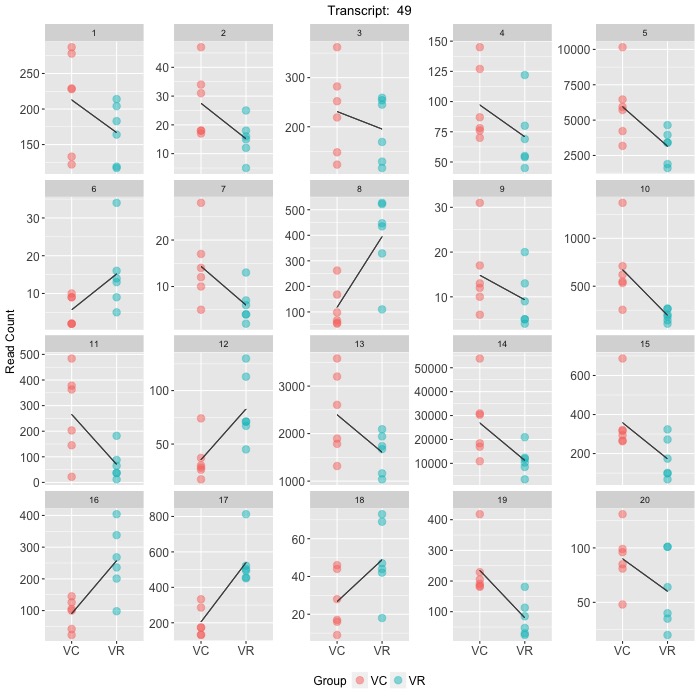 Transcript: 49
1 2 3 4 5
250 200 150
40 30 20 10
300 200
150 125 100 75 50
10000 7500 5000 2500
6 7 8 9 10
30 20 10
20 10
500 400 300 200 100
30 20 10
1000 500
Read Count
11 12 13 14 15
500 400 300 200 100 0
100 50
3000 2000 1000
50000 40000 30000 20000 10000
600 400 200
16 17 18 19 20
400 300 200 100
800 600 400 200
60 40 20
400 300 200 100
100 50
VC VR VC VR VC VR VC VR VC VR
Group VC VR